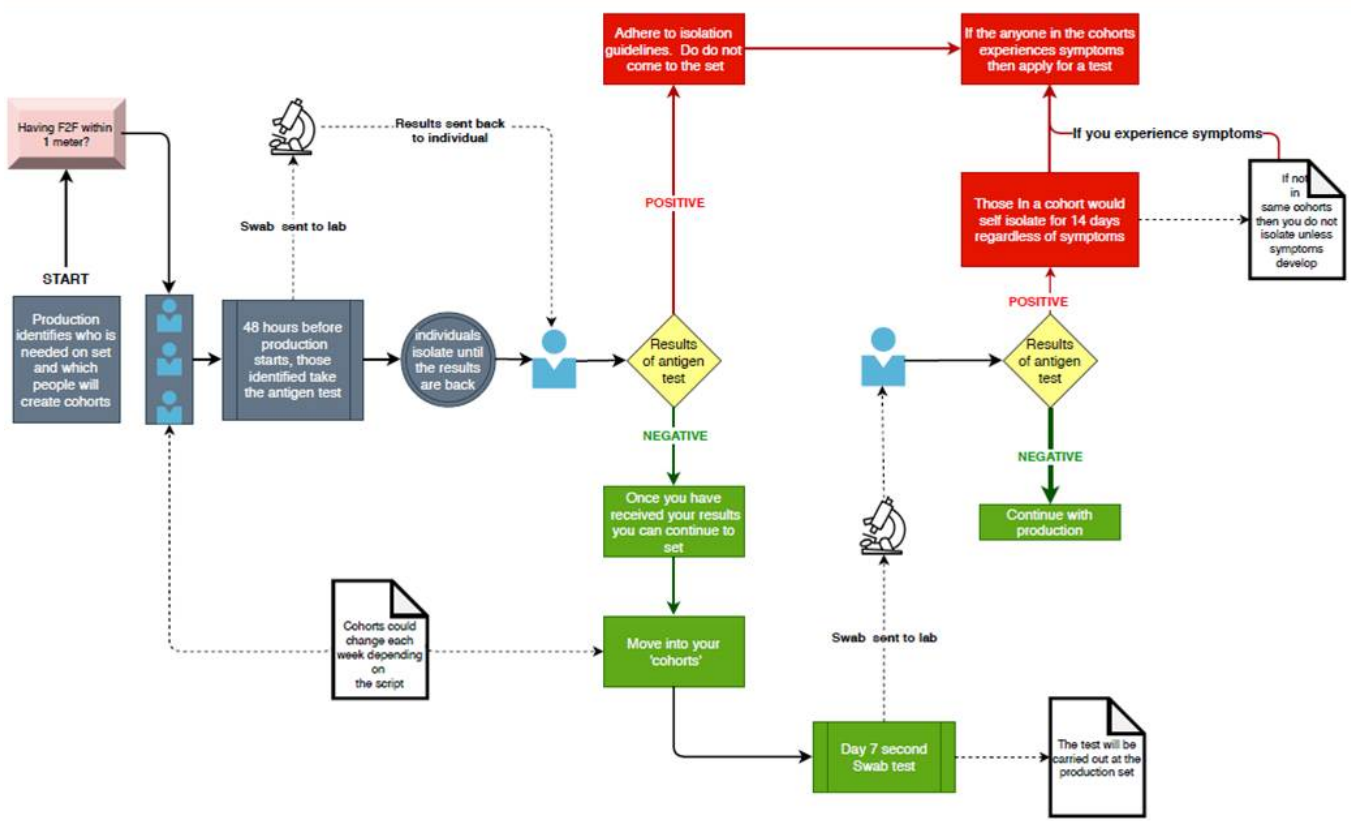 Having F2F within
1 meter?
START
Production
identifies who is
needed on set
and which
people will
create cohorts
48 hours before
production
starts, those
identified take
the antigen test
Swab sent to lab
Results sent back
to individual
individuals
isolate until
the results
are back
Results
of antigen
test
POSITIVE
Adhere to isolation
guidelines. Do do not
come to the set
If the anyone in the cohorts
experiences symptoms
then apply for a test
If you experience symptoms
Those In a cohort would
self isolate for 14 days
regardless of symptoms
If not
in
same cohorts
then you do not
isolate unless
symptoms
develop
POSITIVE
Results
of antigen
test
NEGATIVE
Continue with
production
NEGATIVE
Once you have
received your results
you can continue to
set
Cohorts could
change each
week depending
on
the script
Move into your
'cohorts'
Swab sent to lab
Day 7 second
Swab test
The test will be
carried out at the
production set